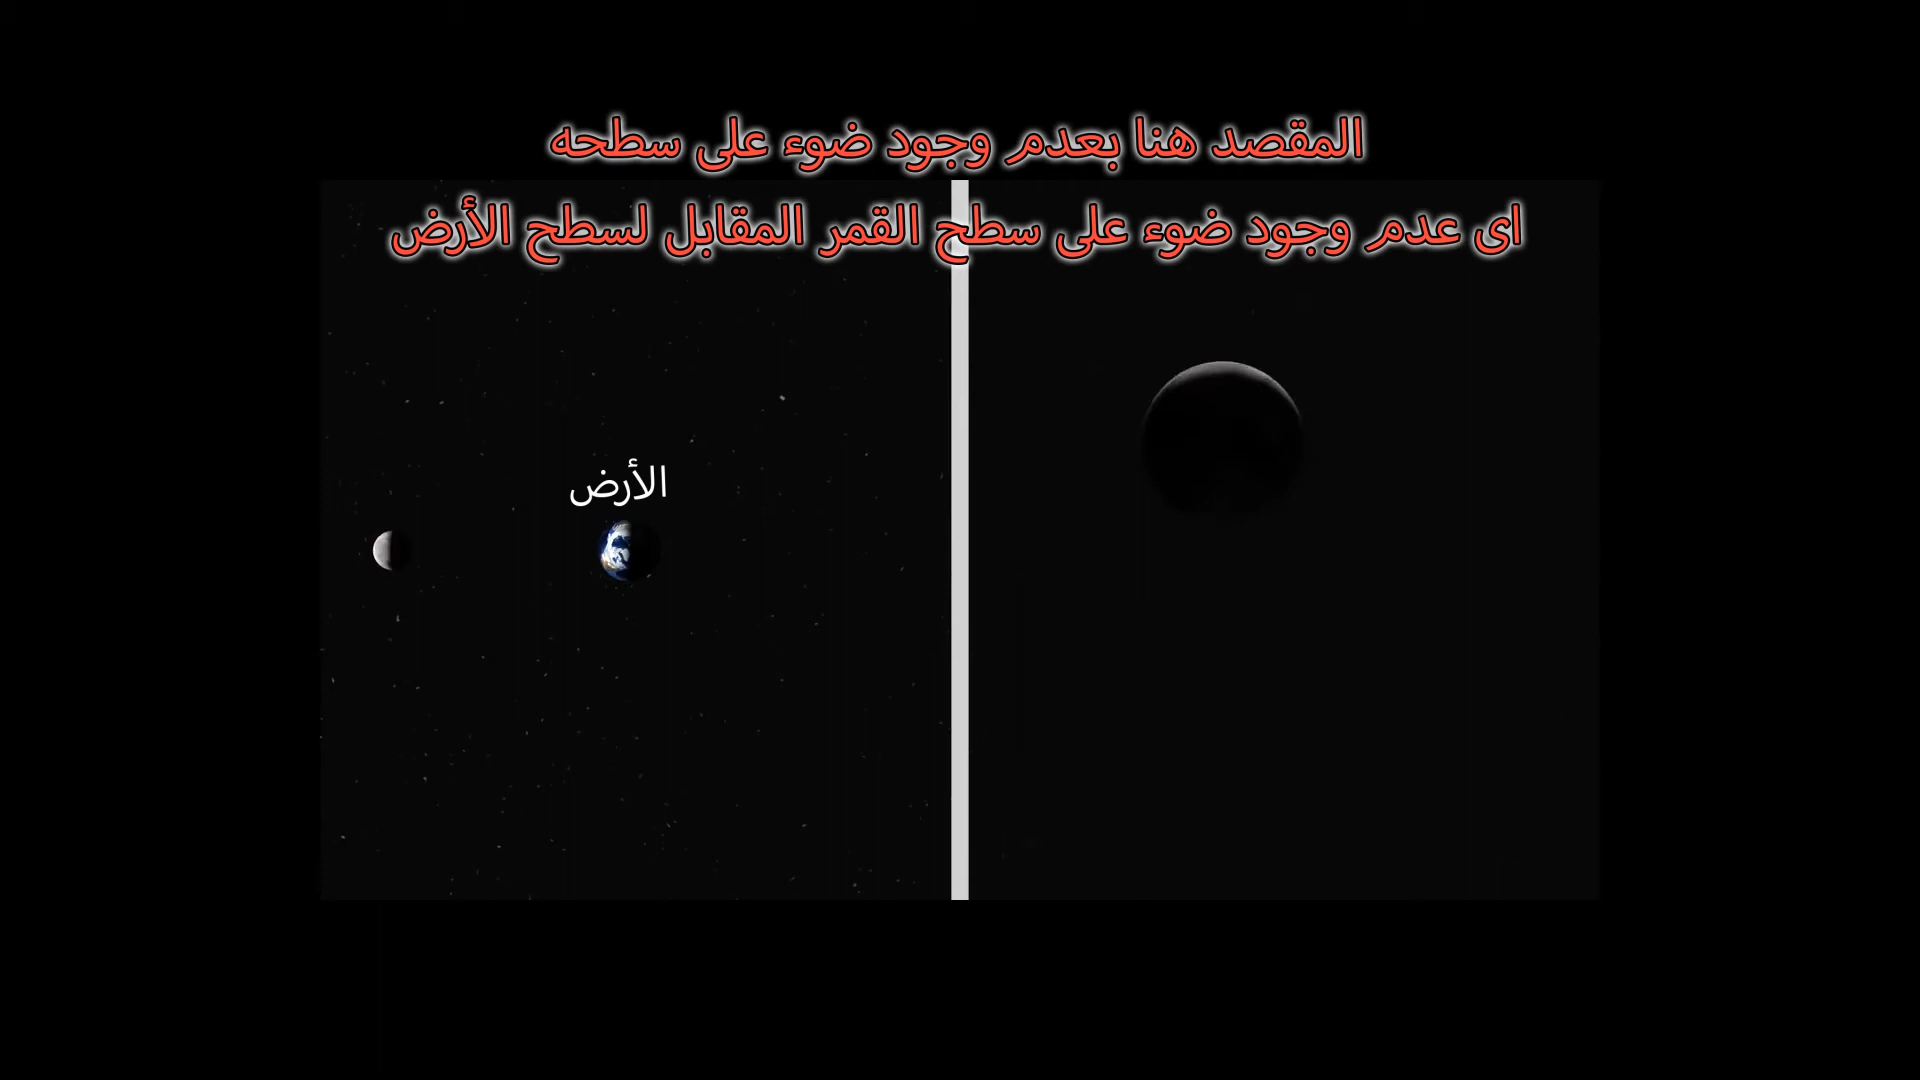 المقصد هنا بعدم وجود ضوء على سطحه
اى عدم وجود ضوء على سطح القمر المقابل لسطح الأرض
الأرض